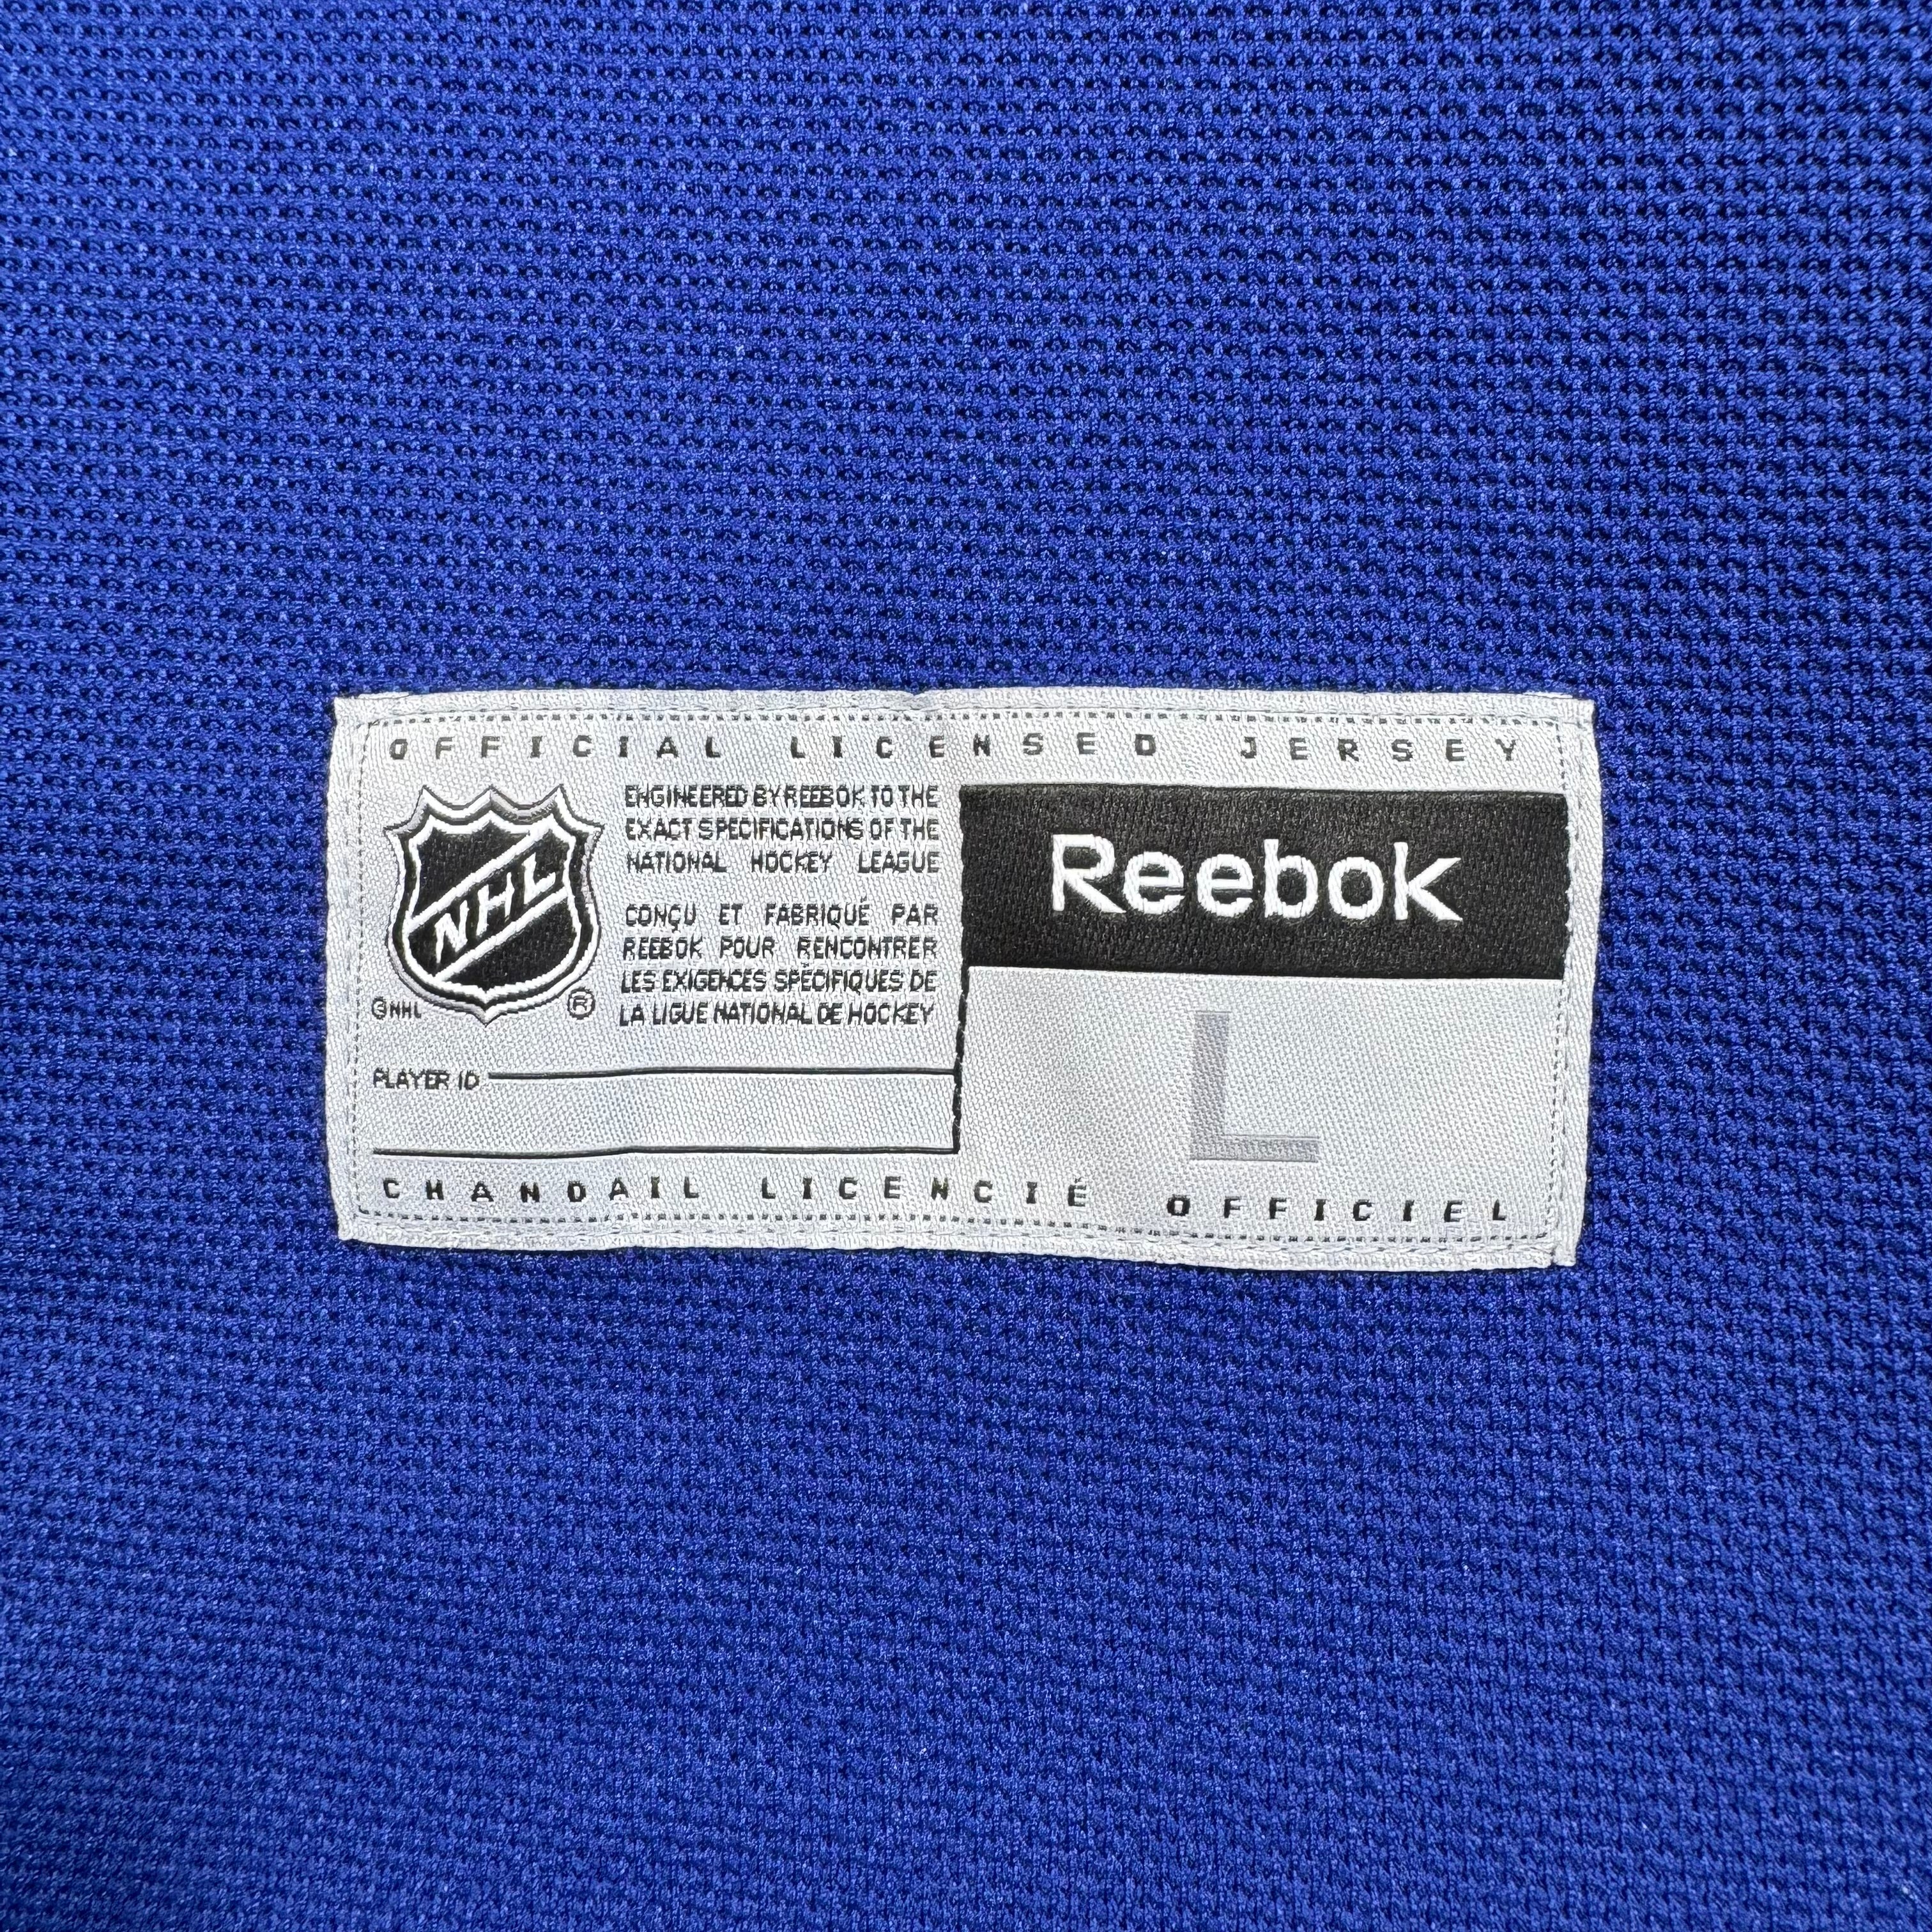 OFFICIAL LICENSED JERSEY
NHL
©NHL
®
ENGINEERED BY REEBOK TO THE
EXACT SPECIFICATIONS OF THE
NATIONAL HOCKEY LEAGUE
CONÇU ET FABRIQUÉ PAR
REEBOK POUR RENCONTRER
LES EXIGENCES SPÉCIFIQUES DE
LA LIGUE NATIONAL DE HOCKEY
PLAYER ID
Reebok
L
CHANDAIL LICENCIÉ OFFICIEL